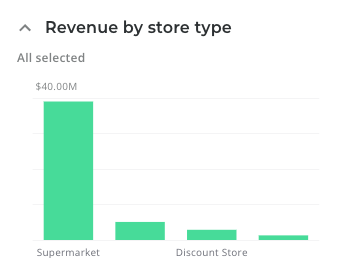 Revenue by store type
All selected
$40.00M
Supermarket
Discount Store